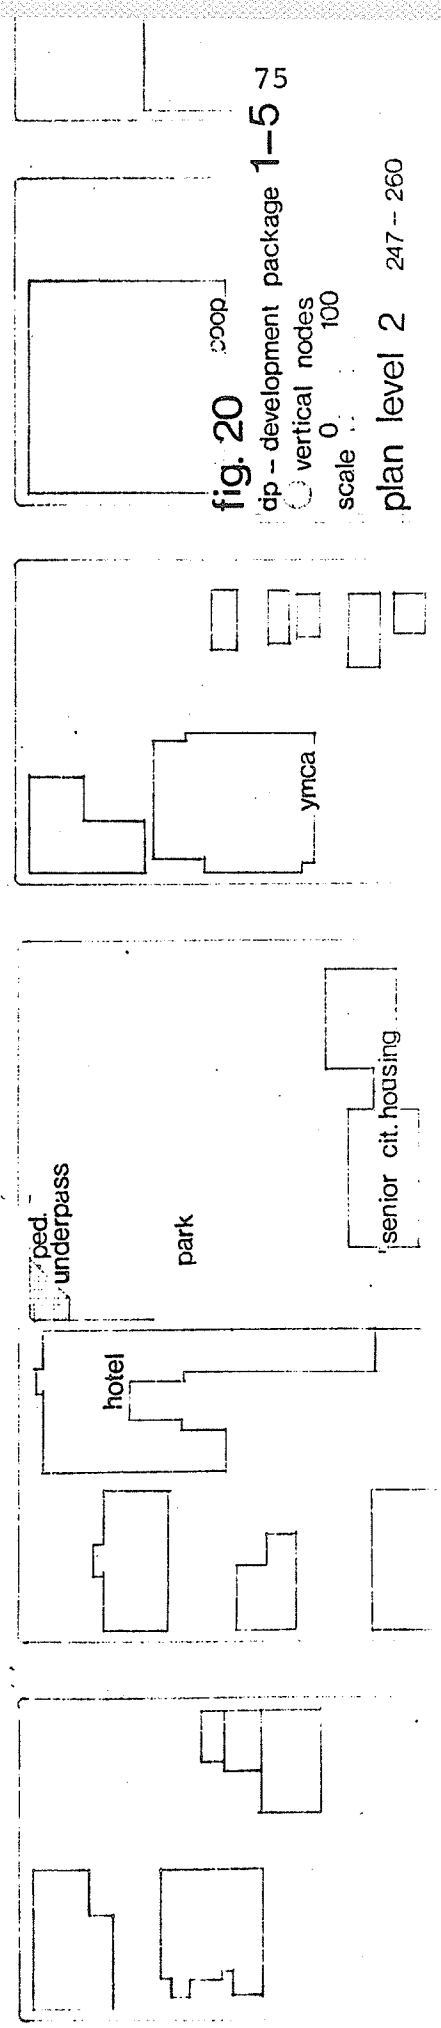 75
coop
fig. 20
dp – development package 1–5
vertical nodes
scale 0 100
plan level 2 247 – 260
ymca
ped.
underpass
park
senior cit. housing
hotel